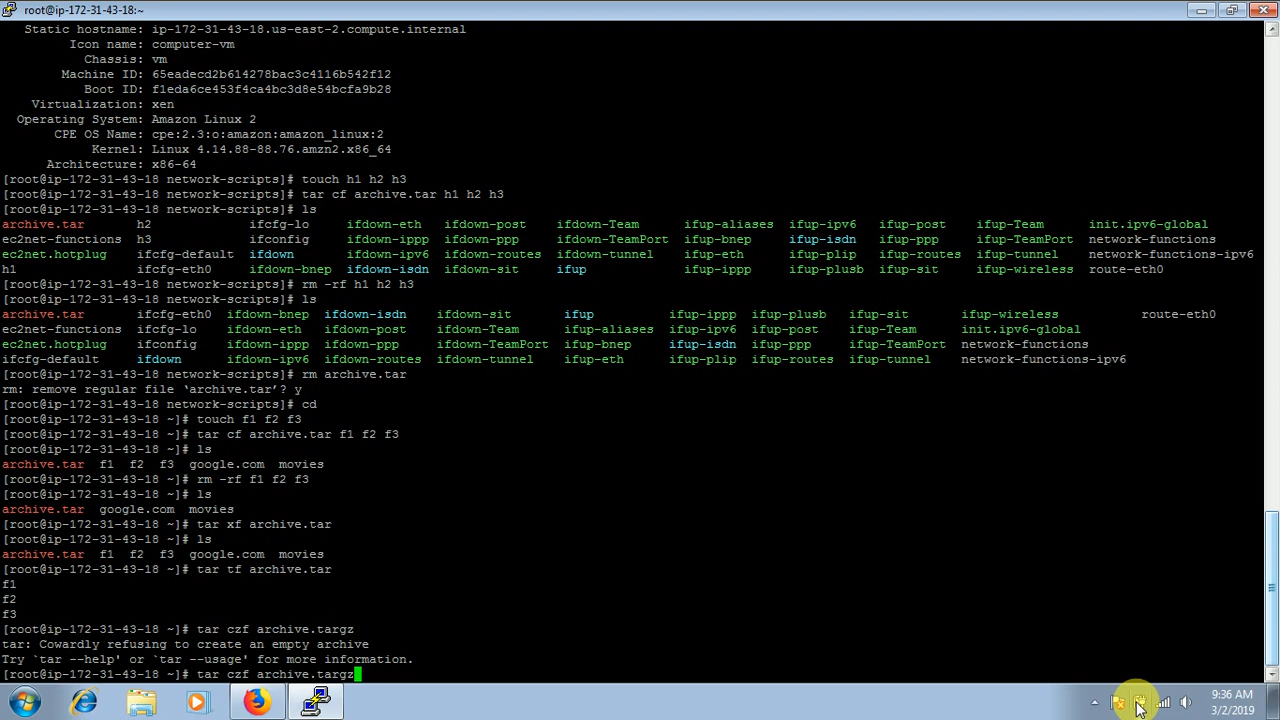 root@ip-172-31-43-18:~
Static hostname: ip-172-31-43-18.us-east-2.compute.internal
Icon name: computer-vm
Chassis: vm
Machine ID: 65eadecd2b614278bac3c4116b542f12
Boot ID: f1eda6ce453f4ca4bc3d8e54bcfa9b28
Virtualization: xen
Operating System: Amazon Linux 2
CPE OS Name: cpe:2.3:o:amazon:amazon_linux:2
Kernel: Linux 4.14.88-88.76.amzn2.x86_64
Architecture: x86-64
[root@ip-172-31-43-18 network-scripts]# touch h1 h2 h3
[root@ip-172-31-43-18 network-scripts]# tar cf archive.tar h1 h2 h3
[root@ip-172-31-43-18 network-scripts]# ls
archive.tar h2 ifcfg-lo ifdown-eth ifdown-post ifdown-Team ifup-aliases ifup-ipv6 ifup-post ifup-Team init.ipv6-global
ec2net-functions h3 ifconfig ifdown-ippp ifdown-ppp ifdown-TeamPort ifup-bnep ifup-isdn ifup-ppp ifup-TeamPort network-functions
ec2net.hotplug ifcfg-default ifdown ifdown-ipv6 ifdown-routes ifdown-tunnel ifup-eth ifup-plip ifup-routes ifup-tunnel network-functions-ipv6
h1 ifcfg-eth0 ifdown-bnep ifdown-isdn ifdown-sit ifup ifup-ippp ifup-plusb ifup-sit ifup-wireless route-eth0
[root@ip-172-31-43-18 network-scripts]# rm -rf h1 h2 h3
[root@ip-172-31-43-18 network-scripts]# ls
archive.tar ifcfg-eth0 ifdown-bnep ifdown-isdn ifdown-sit ifup ifup-ippp ifup-plusb ifup-sit ifup-wireless route-eth0
ec2net-functions ifcfg-lo ifdown-eth ifdown-post ifdown-Team ifup-aliases ifup-ipv6 ifup-post ifup-Team init.ipv6-global
ec2net.hotplug ifconfig ifdown-ippp ifdown-ppp ifdown-TeamPort ifup-bnep ifup-isdn ifup-ppp ifup-TeamPort network-functions
ifcfg-default ifdown ifdown-ipv6 ifdown-routes ifdown-tunnel ifup-eth ifup-plip ifup-routes ifup-tunnel network-functions-ipv6
[root@ip-172-31-43-18 network-scripts]# rm archive.tar
rm: remove regular file ‘archive.tar’? y
[root@ip-172-31-43-18 network-scripts]# cd
[root@ip-172-31-43-18 ~]# touch f1 f2 f3
[root@ip-172-31-43-18 ~]# tar cf archive.tar f1 f2 f3
[root@ip-172-31-43-18 ~]# ls
archive.tar f1 f2 f3 google.com movies
[root@ip-172-31-43-18 ~]# rm -rf f1 f2 f3
[root@ip-172-31-43-18 ~]# ls
archive.tar google.com movies
[root@ip-172-31-43-18 ~]# tar xf archive.tar
[root@ip-172-31-43-18 ~]# ls
archive.tar f1 f2 f3 google.com movies
[root@ip-172-31-43-18 ~]# tar tf archive.tar
f1
f2
f3
[root@ip-172-31-43-18 ~]# tar czf archive.targz
tar: Cowardly refusing to create an empty archive
Try `tar --help' or `tar --usage' for more information.
[root@ip-172-31-43-18 ~]# tar czf archive.targz
9:36 AM
3/2/2019